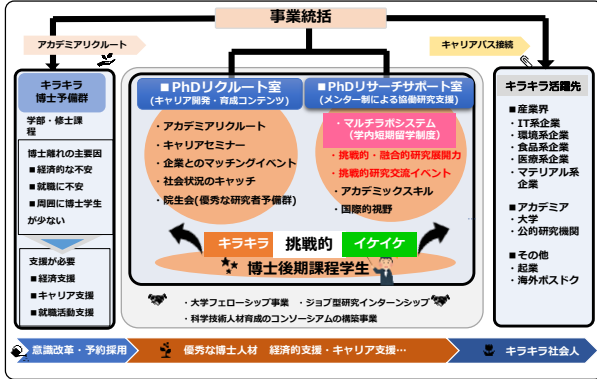 事業統括
アカデミアリクルート
キャリアパス接続
キラキラ
博士予備群
学部・修士課
程
博士離れの主要因
■経済的な不安
■就職に不安
■周囲に博士学生
が少ない
支援が必要
■経済支援
■キャリア支援
■就職活動支援
■PhDリクルート室
(キャリア開発・育成コンテンツ)
・アカデミアリクルート
・キャリアセミナー
・企業とのマッチングイベント
・社会状況のキャッチ
・院生会(優秀な研究者予備群)
■PhDリサーチサポート室
(メンター制による協働研究支援)
・マルチラボシステム
(学内短期留学制度)
・挑戦的・融合的研究展開力
・挑戦的研究交流イベント
・アカデミックスキル
・国際的視野
キラキラ 挑戦的 イケイケ
博士後期課程学生
・大学フェローシップ事業 ・ジョブ型研究インターンシップ
・科学技術人材育成のコンソーシアムの構築事業
キラキラ活躍先
■産業界
・IT系企業
・環境系企業
・食品系企業
・医療系企業
・マテリアル系
企業
■アカデミア
・大学
・公的研究機関
■その他
・起業
・海外ポスドク
意識改革・予約採用
優秀な博士人材 経済的支援・キャリア支援…
キラキラ社会人